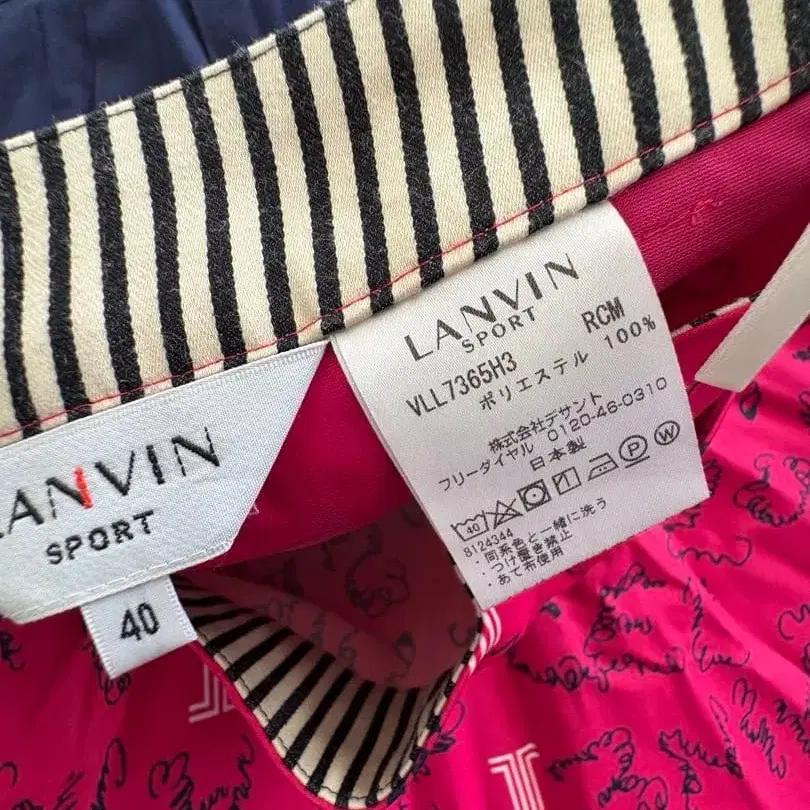 LANVIN
SPORT
40
LANVIN
SPORT
VLL7365H3 RCM
ポリエステル 100%
株式会社デサント
フリーダイヤル 0120-46-0310
日本製
40 P W
8124344
・同系色と一緒に洗う
・つけ置き禁止
・あて布使用